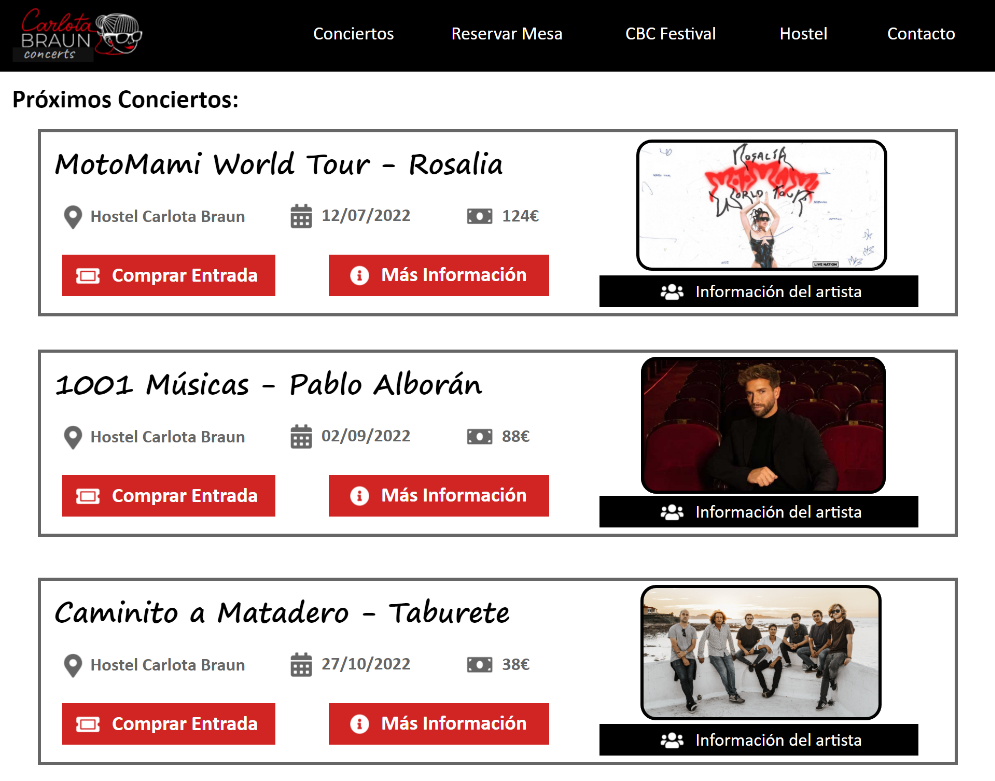 Carlota
BRAUN
concerts
Conciertos Reservar Mesa CBC Festival Hostel Contacto
Próximos Conciertos:
MotoMami World Tour - Rosalia
Hostel Carlota Braun 12/07/2022 124€
Comprar Entrada Más Información
ROSALÍA
WORLD TOUR
LIVE NATION
Información del artista
1001 Músicas - Pablo Alborán
Hostel Carlota Braun 02/09/2022 88€
Comprar Entrada Más Información
Información del artista
Caminito a Matadero - Taburete
Hostel Carlota Braun 27/10/2022 38€
Comprar Entrada Más Información
Información del artista